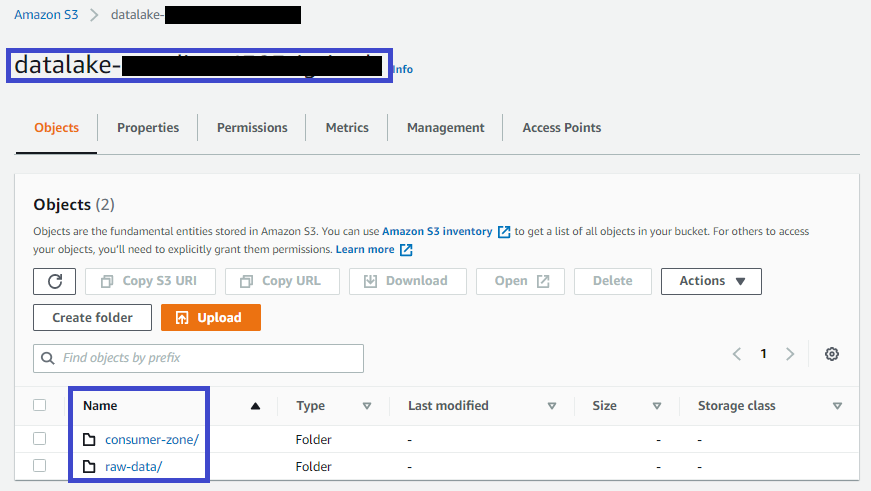 Amazon S3 > datalake-
datalake-
Info
Objects Properties Permissions Metrics Management Access Points
Objects (2)
Objects are the fundamental entities stored in Amazon S3. You can use Amazon S3 inventory to get a list of all objects in your bucket. For others to access
your objects, you'll need to explicitly grant them permissions. Learn more
Copy S3 URI Copy URL Download Open Delete Actions
Create folder Upload
Find objects by prefix
1
Name Type Last modified Size Storage class
consumer-zone/ Folder - - -
raw-data/ Folder - - -